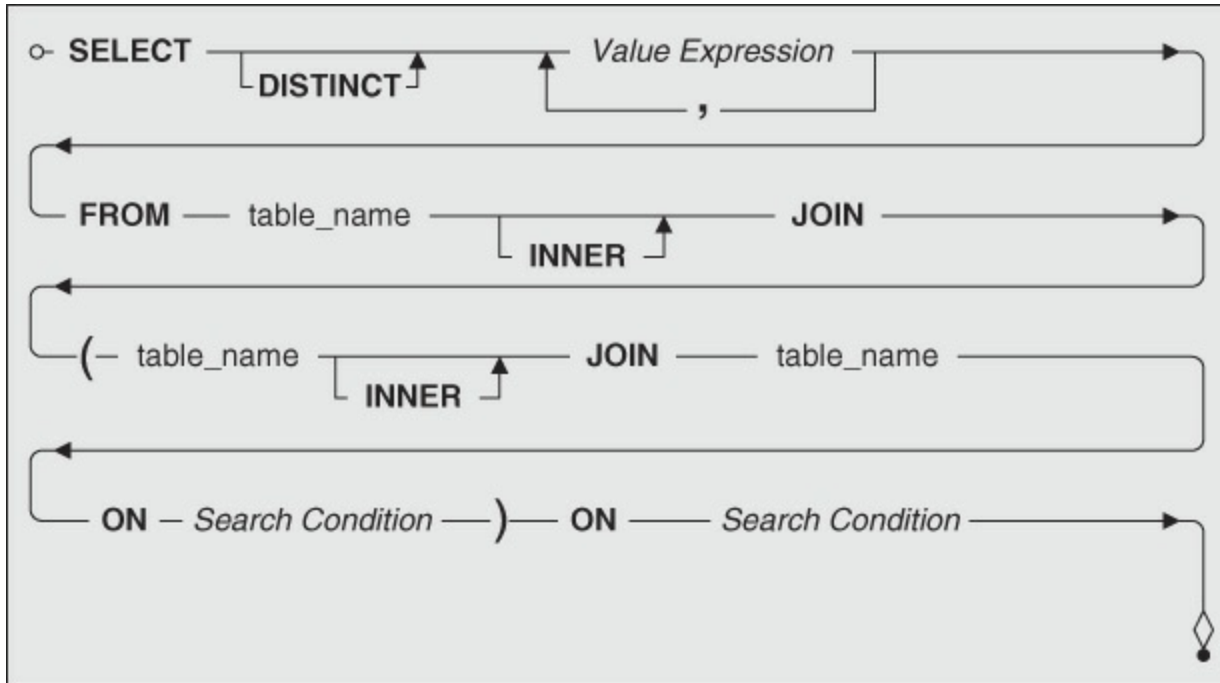 SELECT Value Expression
DISTINCT ,
FROM table_name JOIN
INNER
( table_name JOIN table_name
INNER
ON Search Condition ) ON Search Condition